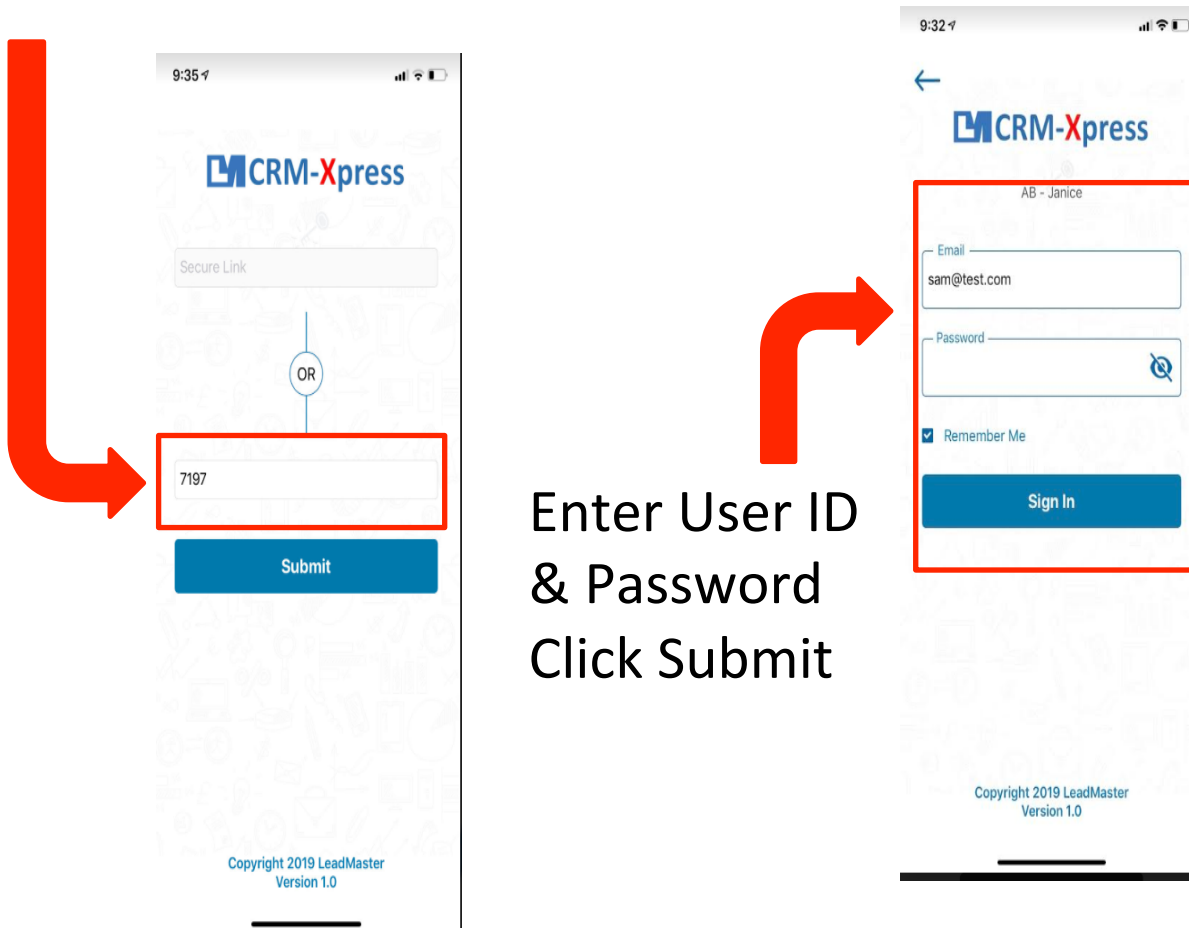 9:35
CRM-Xpress
Secure Link
OR
7197
Submit
Copyright 2019 LeadMaster
Version 1.0
Enter User ID
& Password
Click Submit
9:32
CRM-Xpress
AB - Janice
Email
sam@test.com
Password
Remember Me
Sign In
Copyright 2019 LeadMaster
Version 1.0